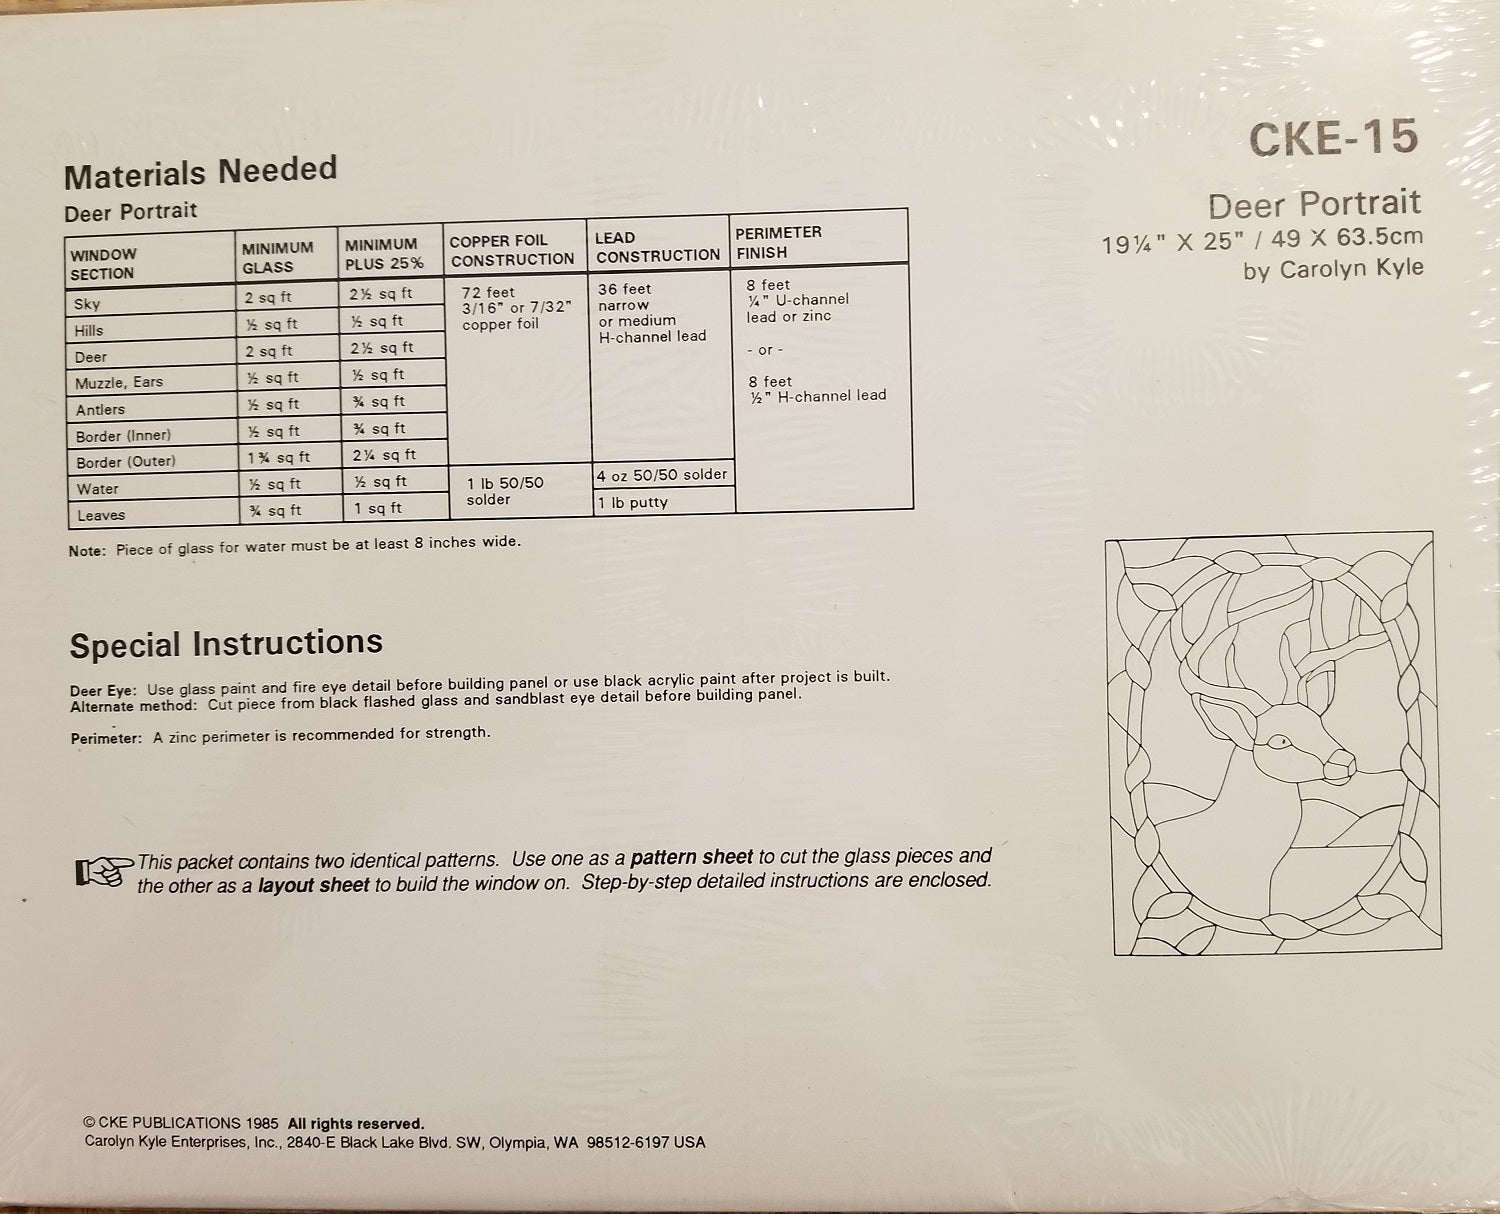 CKE-15
Deer Portrait
19¼" X 25" / 49 X 63.5cm
by Carolyn Kyle
Materials Needed
Deer Portrait
WINDOW SECTION | MINIMUM GLASS | MINIMUM PLUS 25% | COPPER FOIL CONSTRUCTION | LEAD CONSTRUCTION | PERIMETER FINISH
Sky | 2 sq ft | 2½ sq ft
Hills | ½ sq ft | ½ sq ft
Deer | 2 sq ft | 2½ sq ft
Muzzle, Ears | ½ sq ft | ½ sq ft
Antlers | ½ sq ft | ¾ sq ft
Border (Inner) | ½ sq ft | ¾ sq ft
Border (Outer) | 1¾ sq ft | 2¼ sq ft
Water | ½ sq ft | ½ sq ft
Leaves | ¾ sq ft | 1 sq ft
72 feet
3/16" or 7/32"
copper foil
1 lb 50/50
solder
36 feet
narrow
or medium
H-channel lead
4 oz 50/50 solder
1 lb putty
8 feet
¼" U-channel
lead or zinc
- or -
8 feet
½" H-channel lead
Note: Piece of glass for water must be at least 8 inches wide.
Special Instructions
Deer Eye: Use glass paint and fire eye detail before building panel or use black acrylic paint after project is built.
Alternate method: Cut piece from black flashed glass and sandblast eye detail before building panel.
Perimeter: A zinc perimeter is recommended for strength.
This packet contains two identical patterns. Use one as a pattern sheet to cut the glass pieces and
the other as a layout sheet to build the window on. Step-by-step detailed instructions are enclosed.
© CKE PUBLICATIONS 1985 All rights reserved.
Carolyn Kyle Enterprises, Inc., 2840-E Black Lake Blvd. SW, Olympia, WA 98512-6197 USA